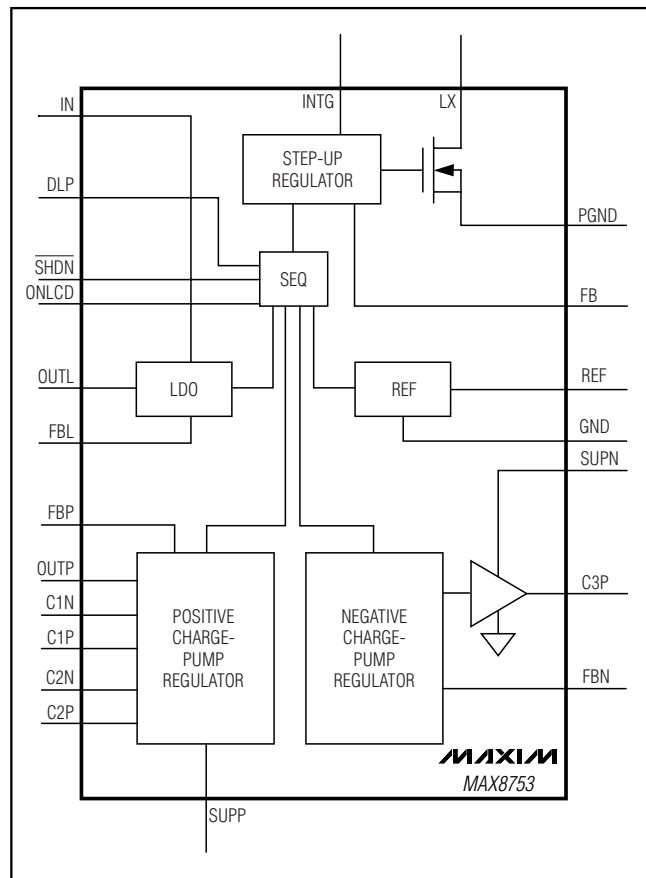 INTG
LX
IN
STEP-UP
REGULATOR
DLP
PGND
SHDN
SEQ
ONLCD
FB
OUTL
LDO
REF
REF
FBL
GND
SUPN
FBP
OUTP
C1N
C1P
C2N
C2P
POSITIVE
CHARGE-
PUMP
REGULATOR
NEGATIVE
CHARGE-
PUMP
REGULATOR
C3P
FBN
MAXIM
MAX8753
SUPP